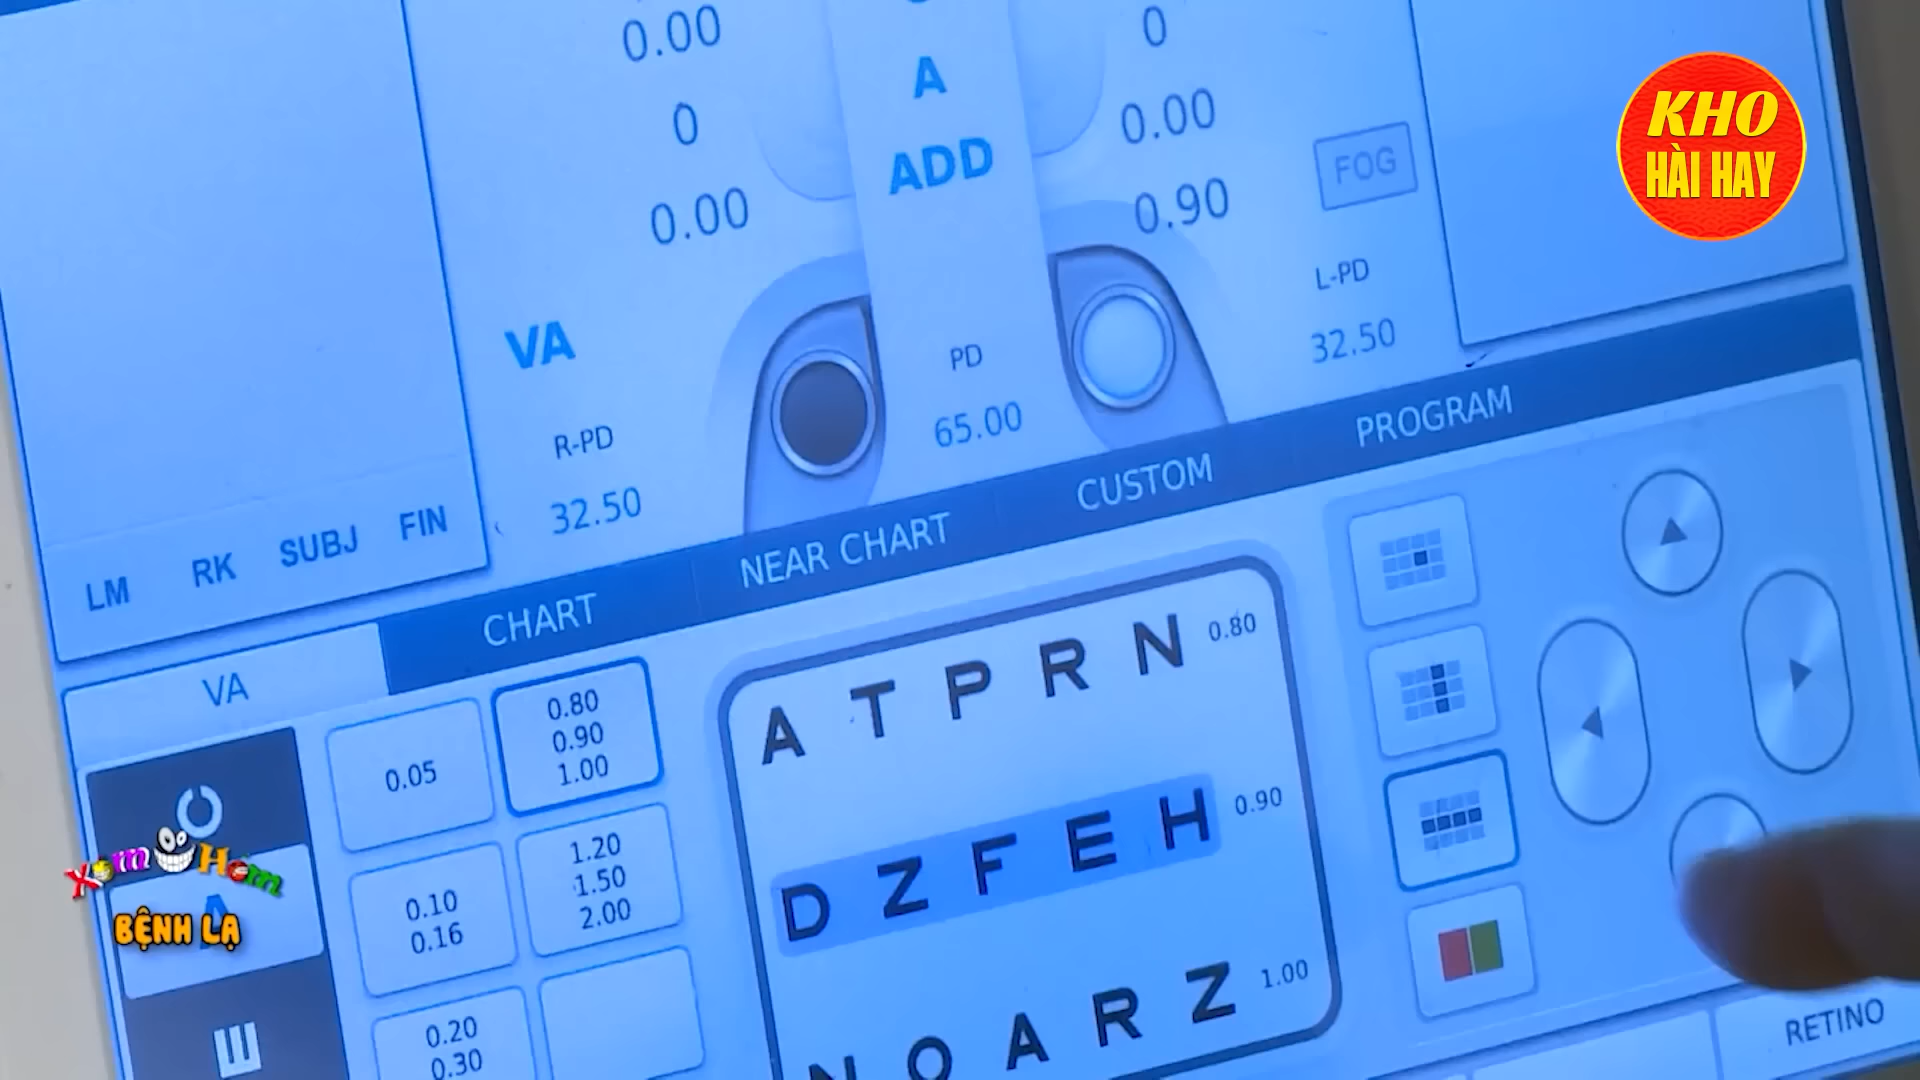 0.00
0
A
0
0.00
0.00
ADD
0.90
FOG
L-PD
32.50
VA
PD
65.00
R-PD
32.50
LM RK SUBJ FIN
VA CHART NEAR CHART CUSTOM PROGRAM
0.05
0.80
0.90
1.00
0.10
0.16
1.20
1.50
2.00
0.20
0.30
A T P R N 0.80
D Z F E H 0.90
N O A R Z 1.00
RETINO
KHO
HÀI HAY
Xóm Hóm
BỆNH LẠ